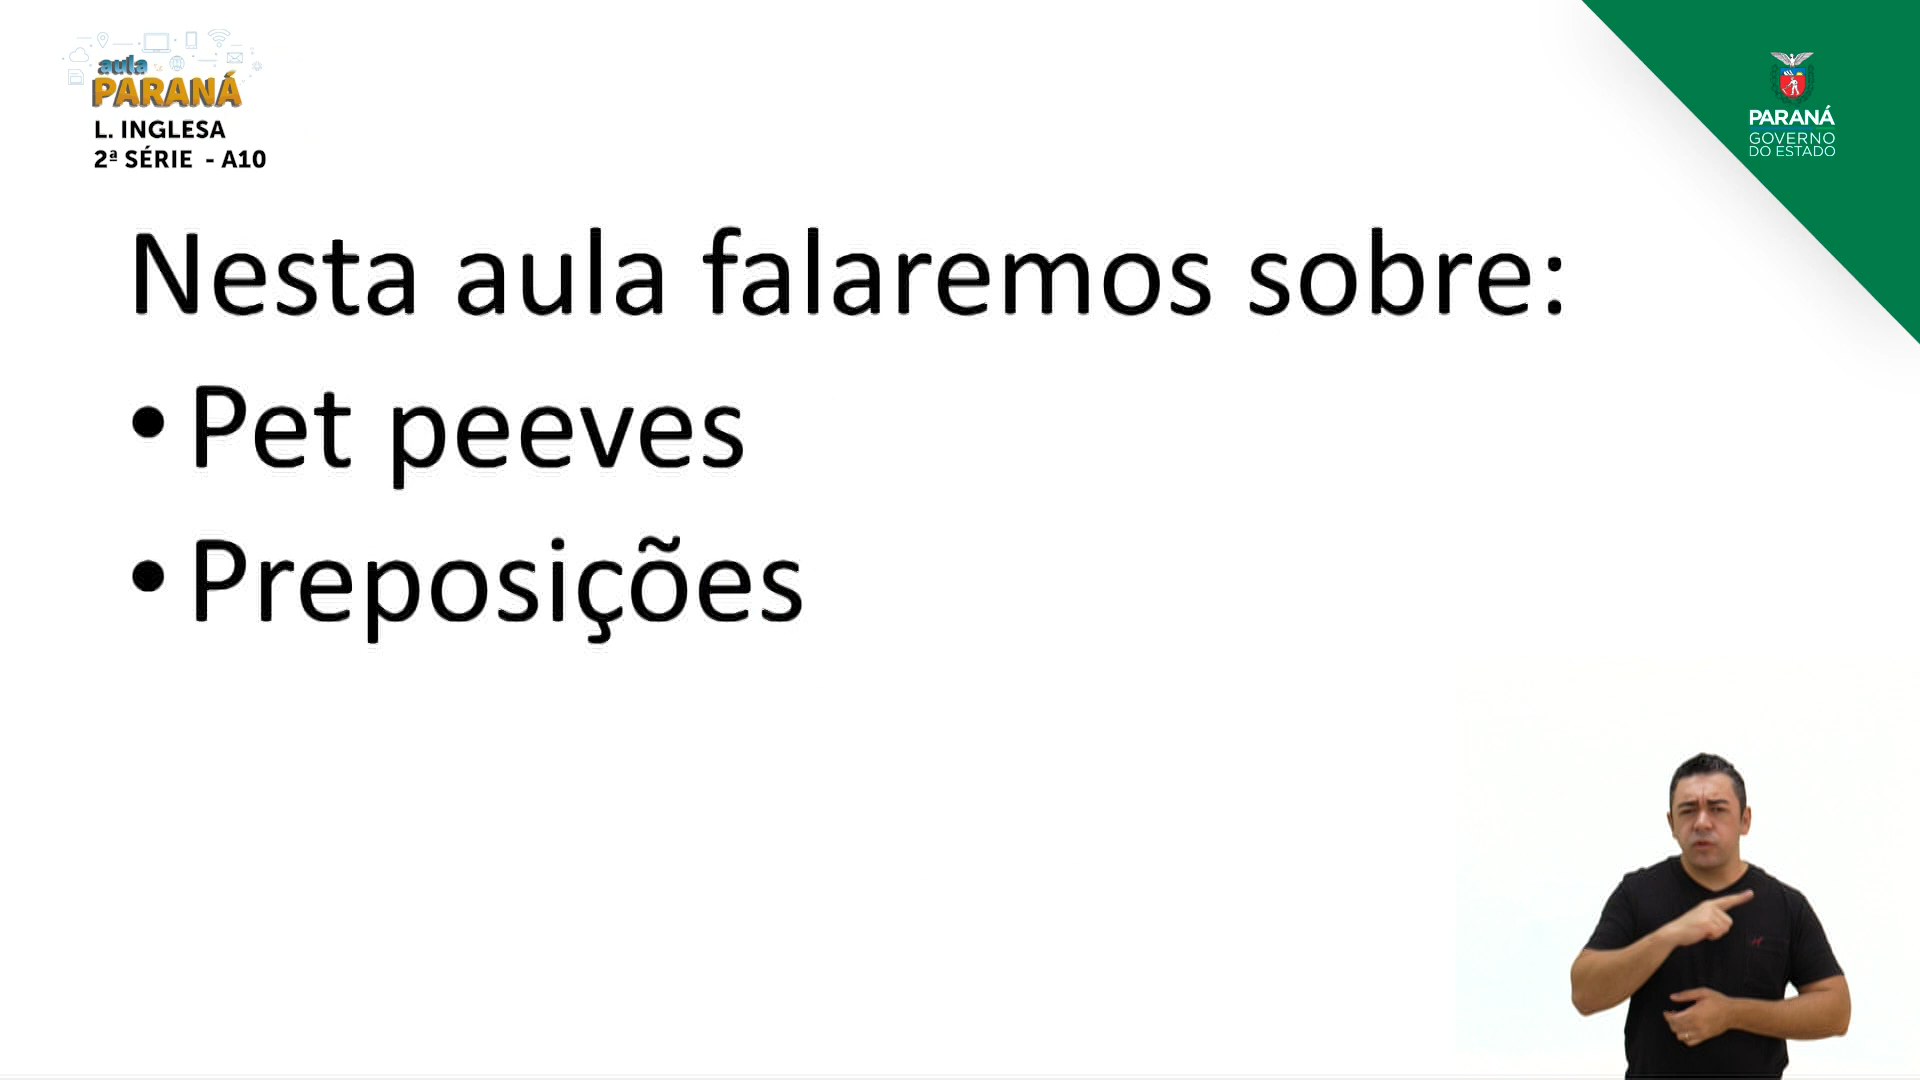 aula
PARANÁ
L. INGLESA
2ª SÉRIE - A10
PARANÁ
GOVERNO
DO ESTADO
Nesta aula falaremos sobre:
• Pet peeves
• Preposições